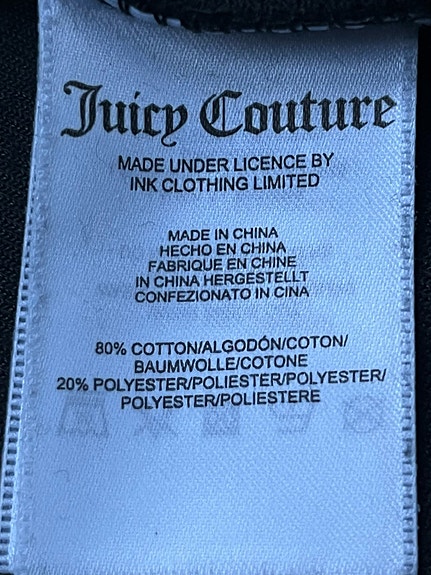 Juicy Couture
MADE UNDER LICENCE BY
INK CLOTHING LIMITED
MADE IN CHINA
HECHO EN CHINA
FABRIQUE EN CHINE
IN CHINA HERGESTELLT
CONFEZIONATO IN CINA
80% COTTON/ALGODÓN/COTON/
BAUMWOLLE/COTONE
20% POLYESTER/POLIESTER/POLYESTER/
POLYESTER/POLIESTERE